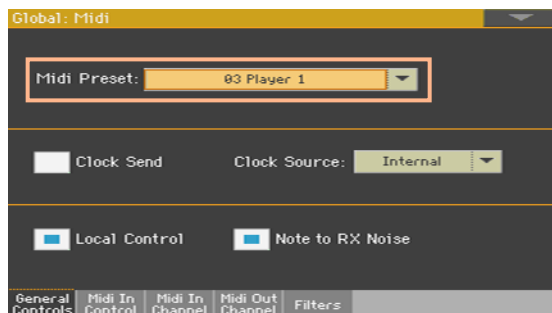 Global: Midi
Midi Preset: 03 Player 1
Clock Send Clock Source: Internal
Local Control Note to RX Noise
General Controls Midi In Control Midi In Channel Midi Out Channel Filters